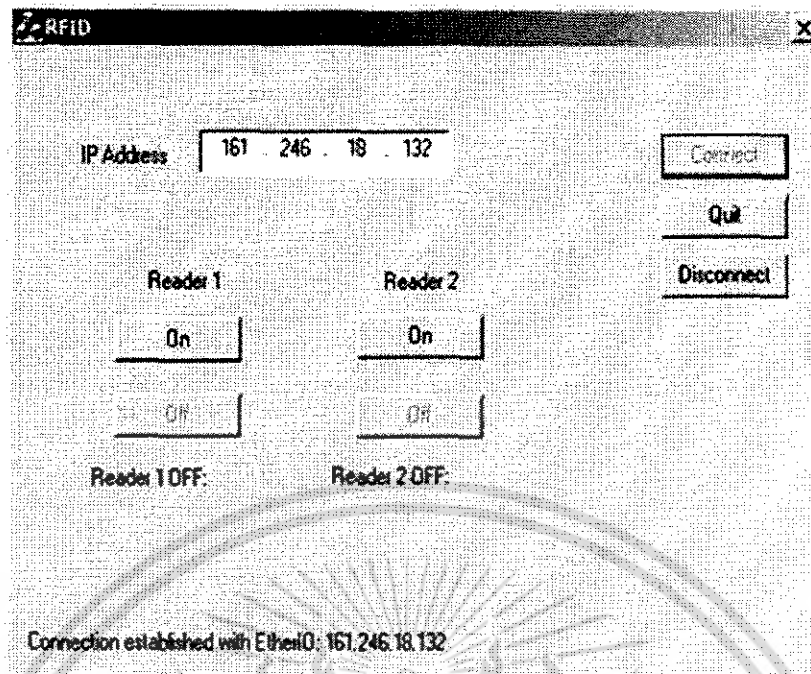 RFID
IP Address 161 . 246 . 18 . 132
Connect
Quit
Disconnect
Reader 1 Reader 2
On On
Off Off
Reader 1 OFF: Reader 2 OFF:
Connection established with EtherIO: 161.246.18.132